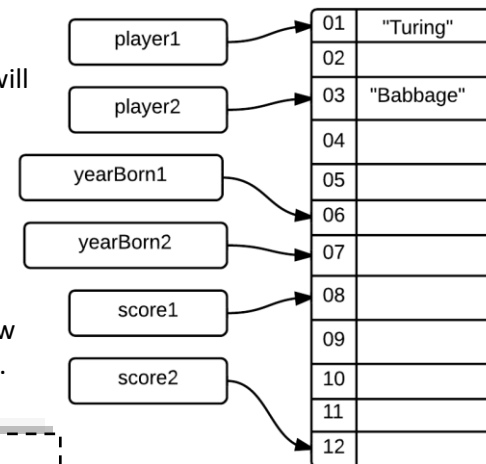 player1
01 "Turing"
02
will
player2
03 "Babbage"
04
yearBorn1
05
06
yearBorn2
07
score1
08
w
09
.
score2
10
11
12